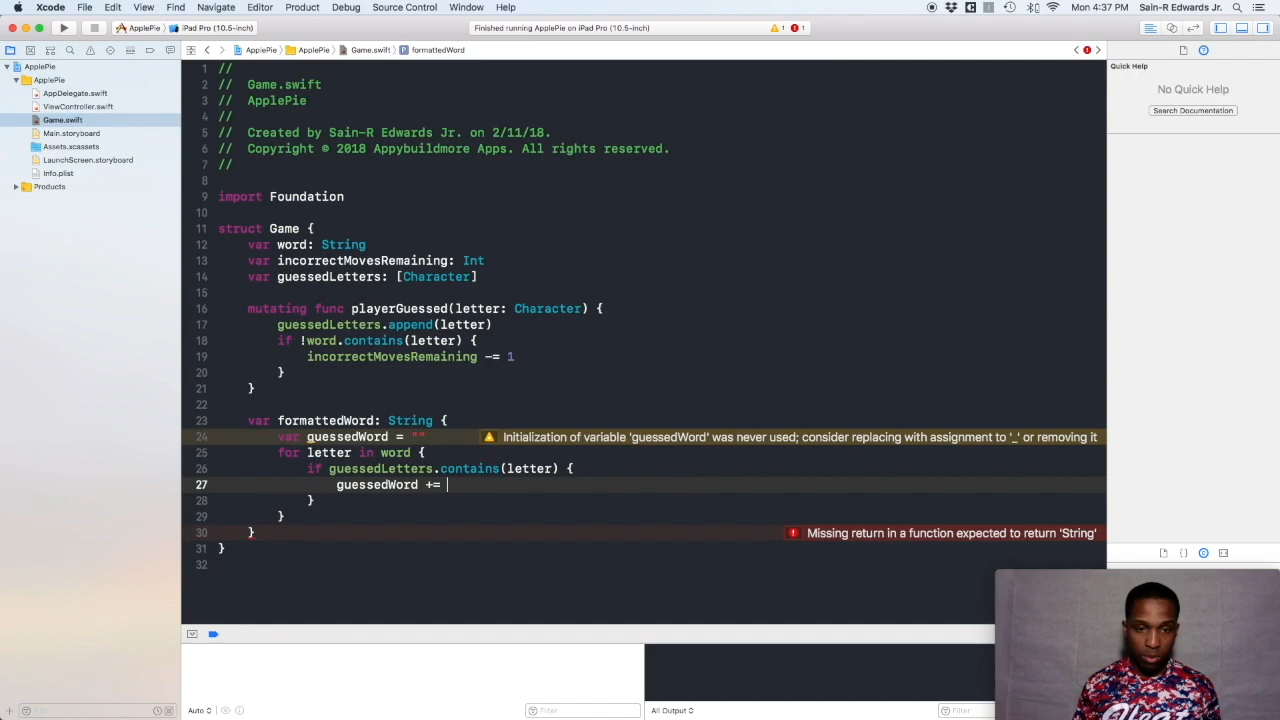 Xcode File Edit View Find Navigate Editor Product Debug Source Control Window Help Mon 4:37 PM Sain-R Edwards Jr.
ApplePie iPad Pro (10.5-inch) Finished running ApplePie on iPad Pro (10.5-inch) 1 1
ApplePie ApplePie Game.swift P formattedWord
ApplePie
ApplePie
AppDelegate.swift
ViewController.swift
Game.swift
Main.storyboard
Assets.xcassets
LaunchScreen.storyboard
Info.plist
Products
1 //
2 // Game.swift
3 // ApplePie
4 //
5 // Created by Sain-R Edwards Jr. on 2/11/18.
6 // Copyright © 2018 Appybuildmore Apps. All rights reserved.
7 //
8
9 import Foundation
10
11 struct Game {
12 var word: String
13 var incorrectMovesRemaining: Int
14 var guessedLetters: [Character]
15
16 mutating func playerGuessed(letter: Character) {
17 guessedLetters.append(letter)
18 if !word.contains(letter) {
19 incorrectMovesRemaining -= 1
20 }
21 }
22
23 var formattedWord: String {
24 var guessedWord = "" Initialization of variable 'guessedWord' was never used; consider replacing with assignment to '_' or removing it
25 for letter in word {
26 if guessedLetters.contains(letter) {
27 guessedWord +=
28 }
29 }
30 } Missing return in a function expected to return 'String'
31 }
32
Quick Help
No Quick Help
Search Documentation
Filter
Auto
Filter
All Output
Filter